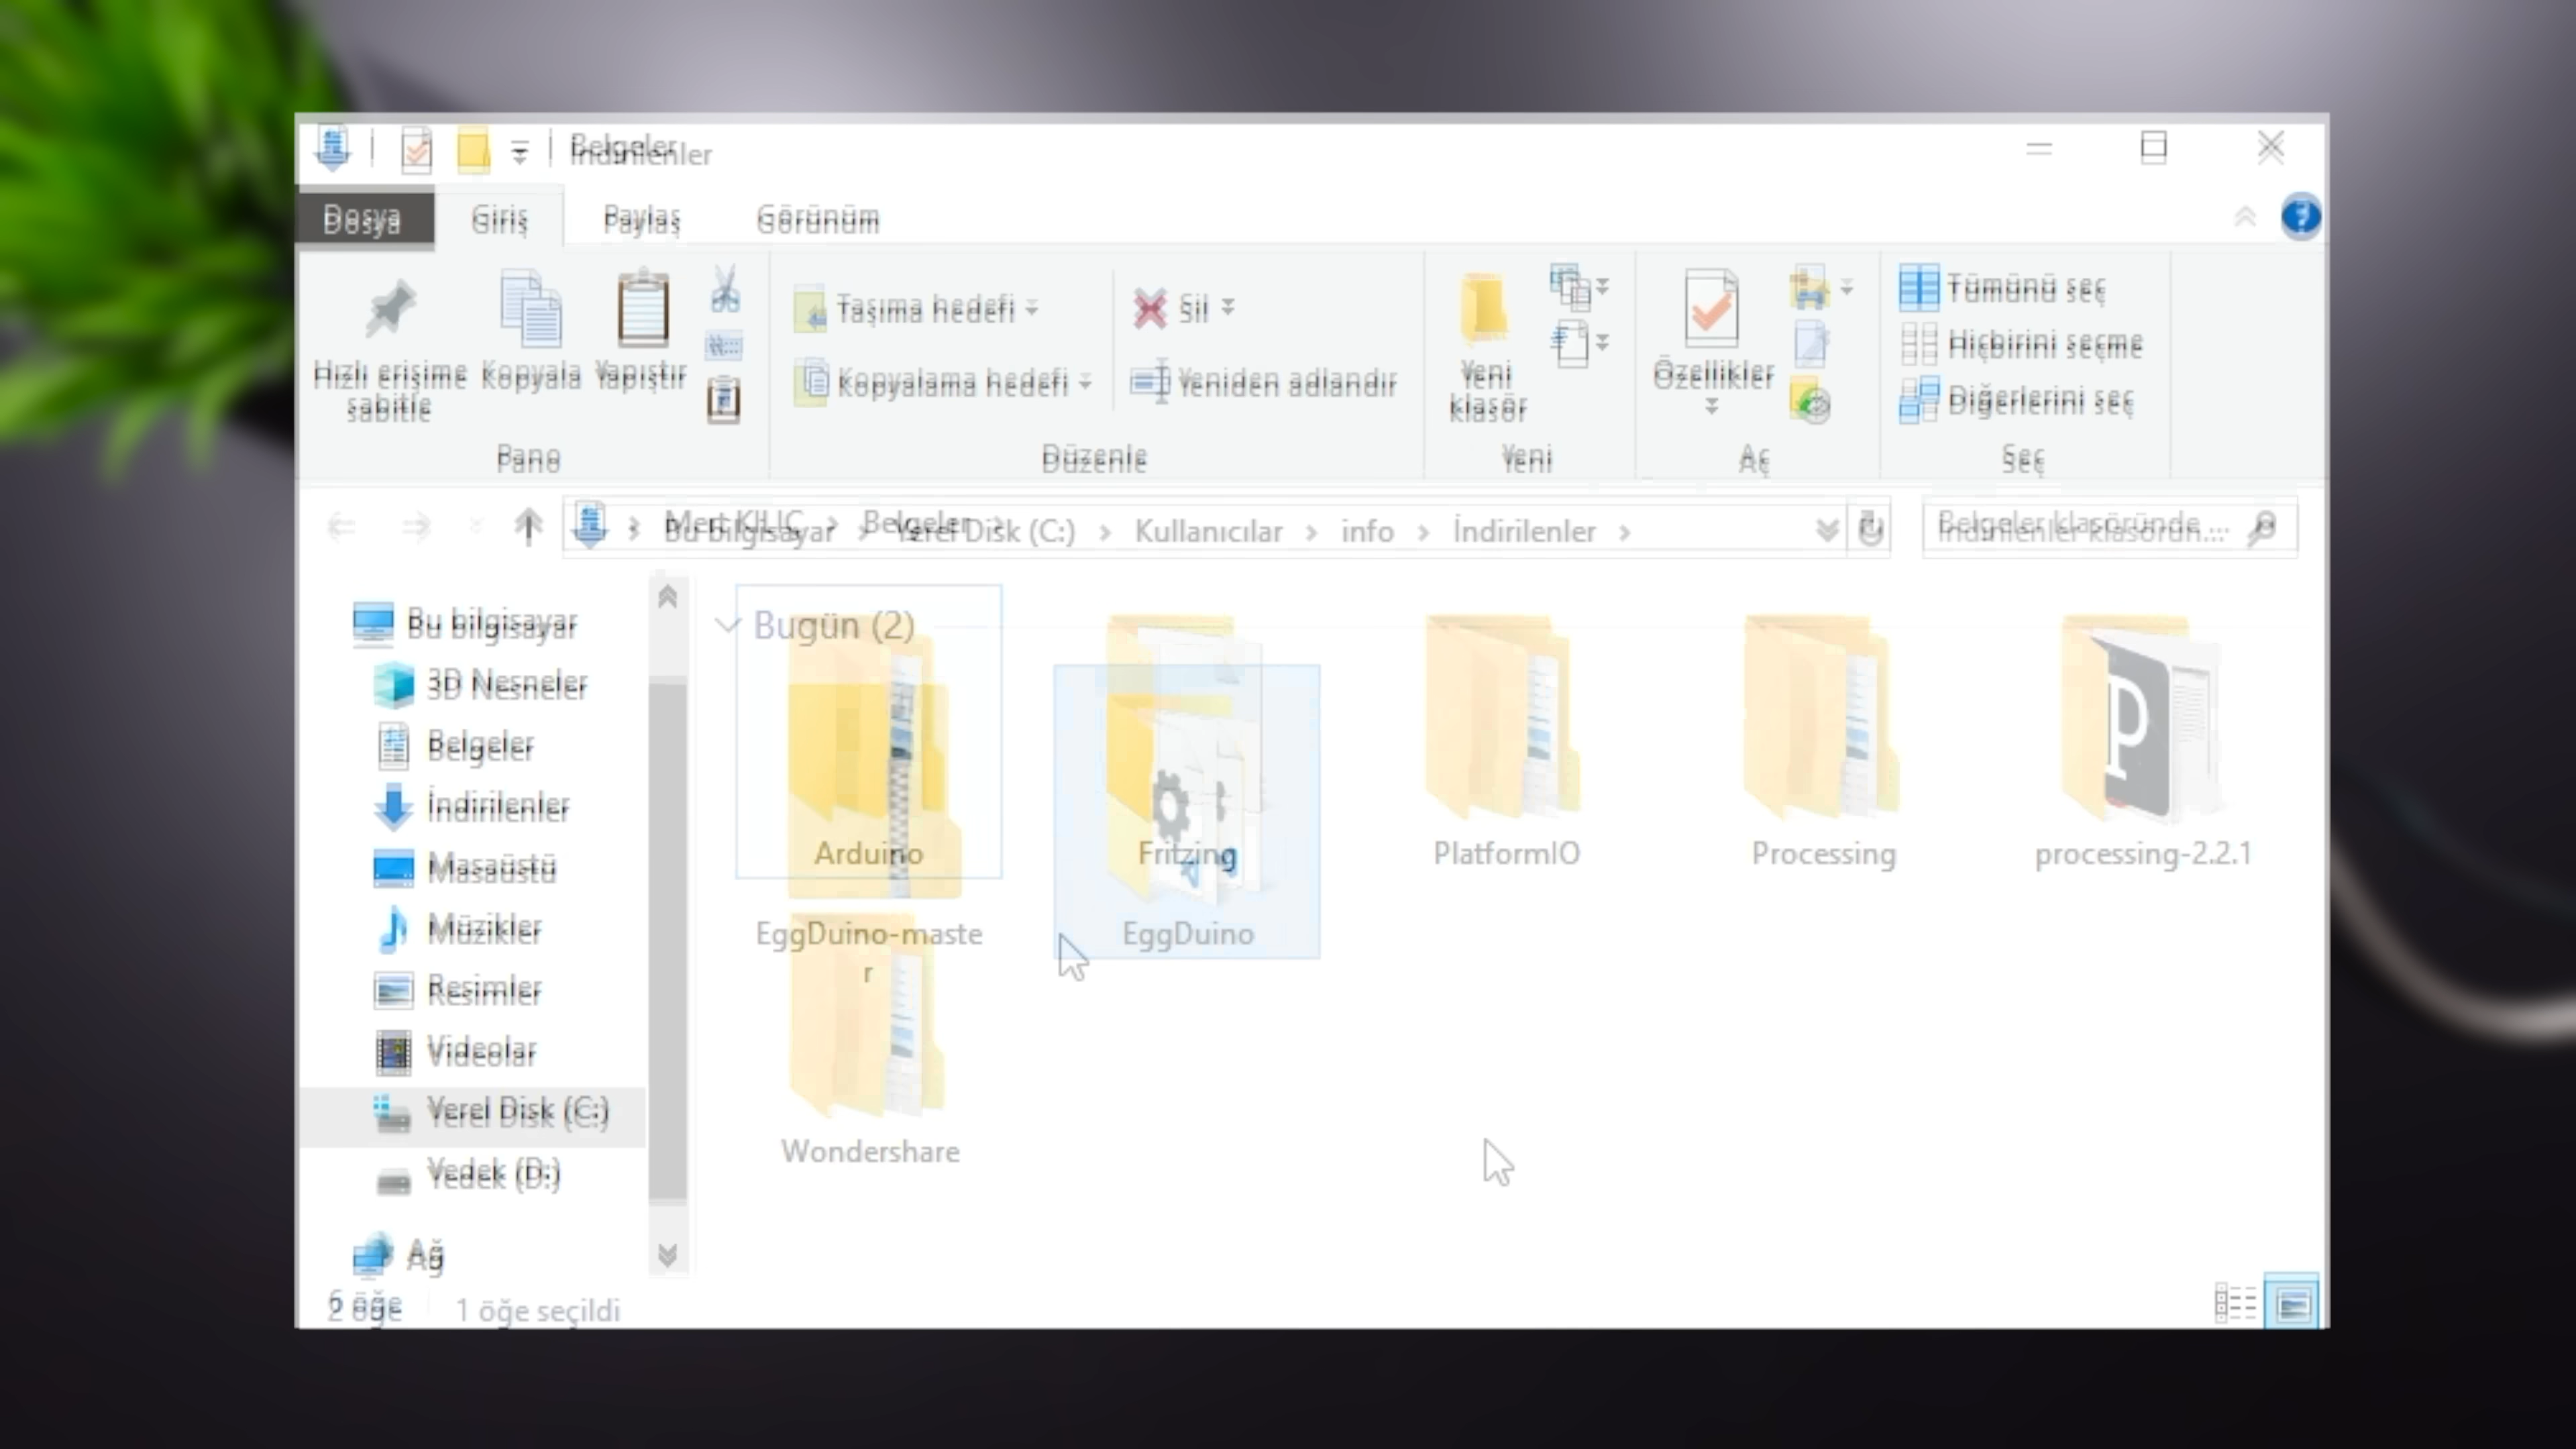 Belgeler
İndirilenler
Dosya
Giriş
Paylaş
Görünüm
Hızlı erişime
sabitle
Kopyala
Yapıştır
Pano
Taşıma hedefi
Kopyalama hedefi
Sil
Yeniden adlandır
Düzenle
Yeni
klasör
Yeni
Özellikler
Aç
Tümünü seç
Hiçbirini seçme
Diğerlerini seç
Seç
Mert KILIÇ > Belgeler >
Bu bilgisayar > Yerel Disk (C:) > Kullanıcılar > info > İndirilenler >
Belgeler klasöründe ...
İndirilenler klasörün...
Bu bilgisayar
3D Nesneler
Belgeler
İndirilenler
Masaüstü
Müzikler
Resimler
Videolar
Yerel Disk (C:)
Yedek (D:)
Ağ
Bugün (2)
Arduino
Fritzing
PlatformIO
Processing
processing-2.2.1
EggDuino-maste
r
EggDuino
Wondershare
6 öğe
2 öğe
1 öğe seçildi